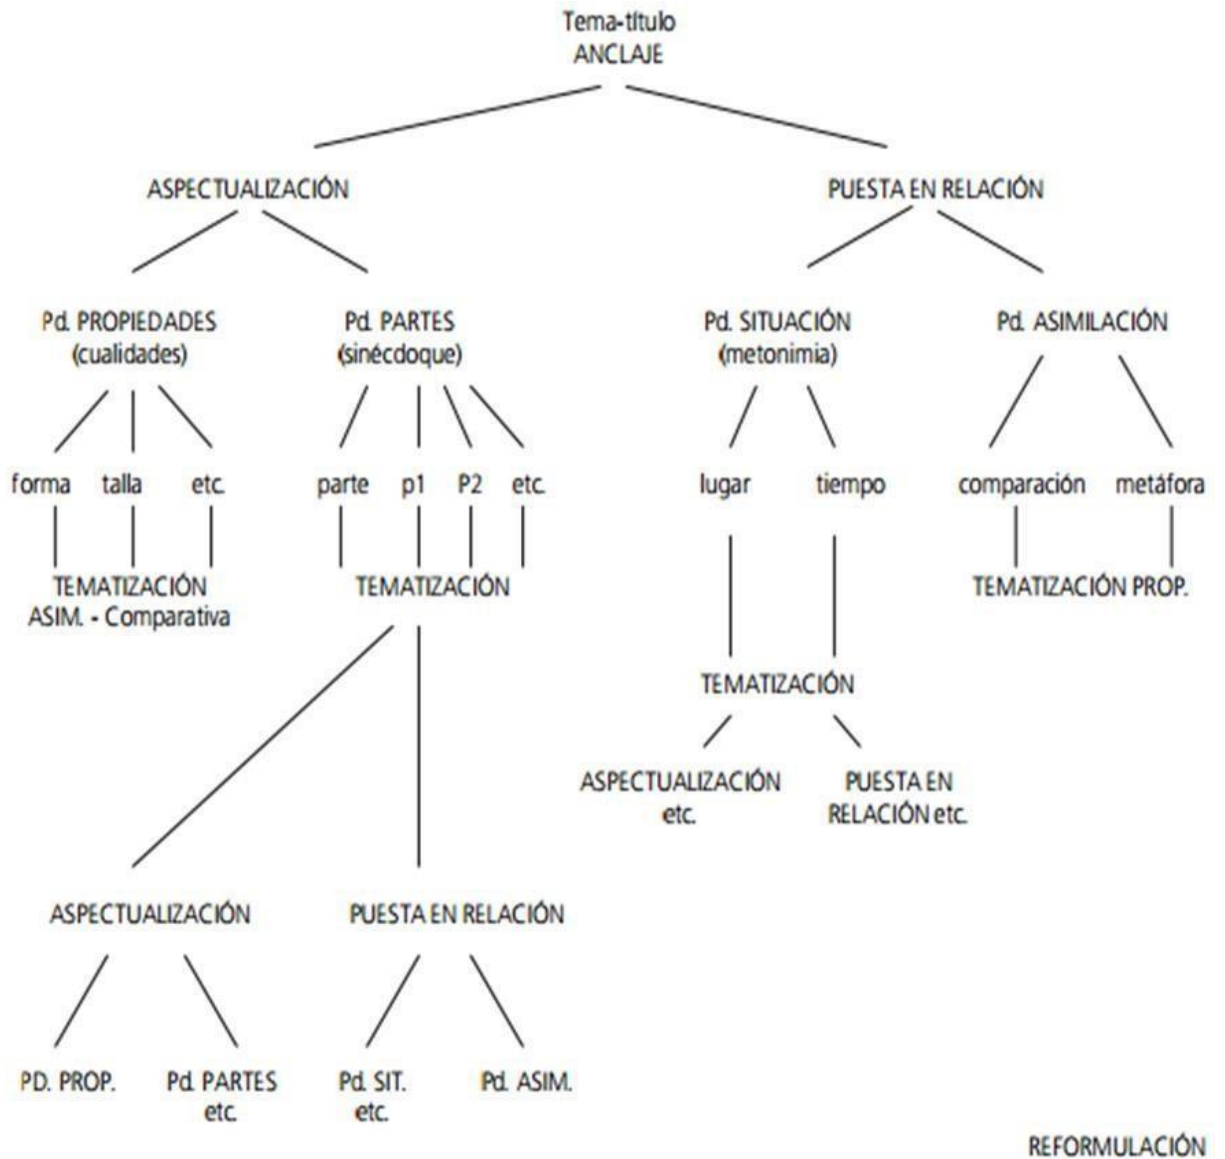 Tema-título
ANCLAJE
ASPECTUALIZACIÓN PUESTA EN RELACIÓN
Pd. PROPIEDADES Pd. PARTES Pd. SITUACIÓN Pd. ASIMILACIÓN
(cualidades) (sinécdoque) (metonimia)
forma talla etc. parte p1 P2 etc. lugar tiempo comparación metáfora
TEMATIZACIÓN TEMATIZACIÓN TEMATIZACIÓN PROP.
ASIM. - Comparativa
TEMATIZACIÓN
ASPECTUALIZACIÓN PUESTA EN
etc. RELACIÓN etc.
ASPECTUALIZACIÓN PUESTA EN RELACIÓN
PD. PROP. Pd. PARTES Pd. SIT. Pd. ASIM.
etc. etc.
REFORMULACIÓN